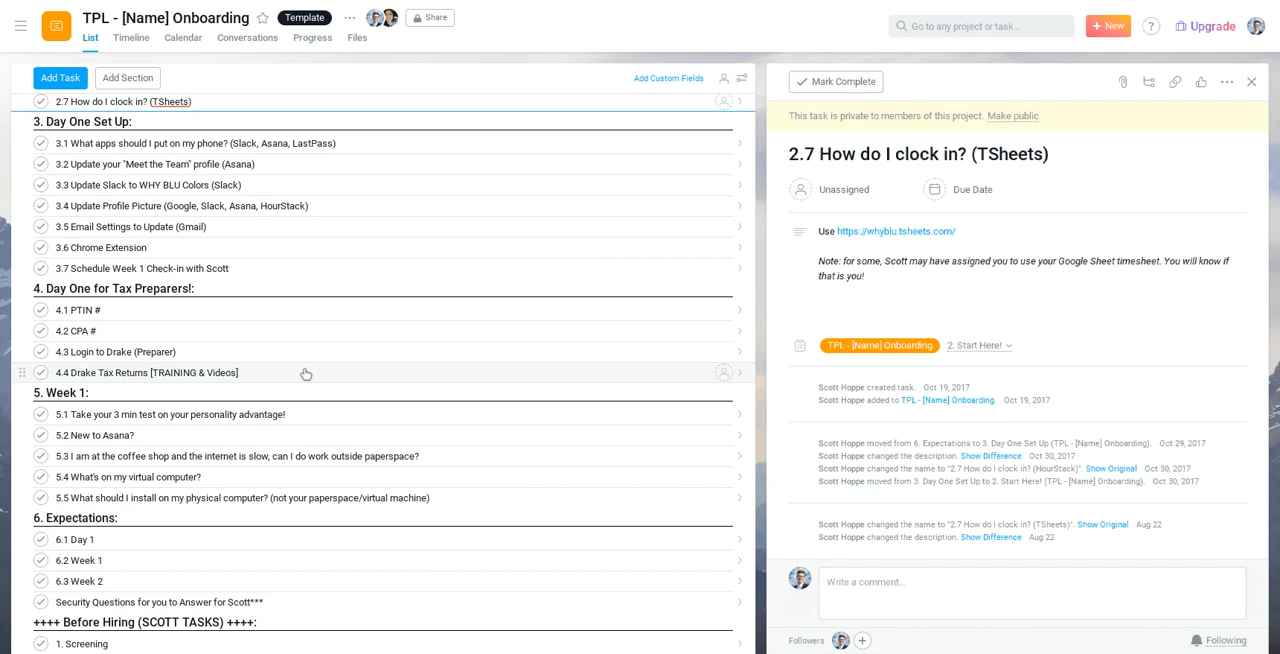 TPL - [Name] Onboarding
Template
Share
List
Timeline
Calendar
Conversations
Progress
Files
Go to any project or task...
+ New
?
Upgrade
Add Task
Add Section
Add Custom Fields
2.7 How do I clock in? (TSheets)
3. Day One Set Up:
3.1 What apps should I put on my phone? (Slack, Asana, LastPass)
3.2 Update your "Meet the Team" profile (Asana)
3.3 Update Slack to WHY BLU Colors (Slack)
3.4 Update Profile Picture (Google, Slack, Asana, HourStack)
3.5 Email Settings to Update (Gmail)
3.6 Chrome Extension
3.7 Schedule Week 1 Check-in with Scott
4. Day One for Tax Preparers!:
4.1 PTIN #
4.2 CPA #
4.3 Login to Drake (Preparer)
4.4 Drake Tax Returns [TRAINING & Videos]
5. Week 1:
5.1 Take your 3 min test on your personality advantage!
5.2 New to Asana?
5.3 I am at the coffee shop and the internet is slow, can I do work outside paperspace?
5.4 What's on my virtual computer?
5.5 What should I install on my physical computer? (not your paperspace/virtual machine)
6. Expectations:
6.1 Day 1
6.2 Week 1
6.3 Week 2
Security Questions for you to Answer for Scott***
++++ Before Hiring (SCOTT TASKS) ++++:
1. Screening
Mark Complete
This task is private to members of this project. Make public
2.7 How do I clock in? (TSheets)
Unassigned
Due Date
Use https://whyblu.tsheets.com/
Note: for some, Scott may have assigned you to use your Google Sheet timesheet. You will know if
that is you!
TPL - [Name] Onboarding
2. Start Here!
Scott Hoppe created task. Oct 19, 2017
Scott Hoppe added to TPL - [Name] Onboarding. Oct 19, 2017
Scott Hoppe moved from 6. Expectations to 3. Day One Set Up (TPL - [Name] Onboarding). Oct 29, 2017
Scott Hoppe changed the description. Show Difference Oct 30, 2017
Scott Hoppe changed the name to "2.7 How do I clock in? (HourStack)". Show Original Oct 30, 2017
Scott Hoppe moved from 3. Day One Set Up to 2. Start Here! (TPL - [Name] Onboarding). Oct 30, 2017
Scott Hoppe changed the name to "2.7 How do I clock in? (TSheets)". Show Original Aug 22
Scott Hoppe changed the description. Show Difference Aug 22
Write a comment...
Followers
Following